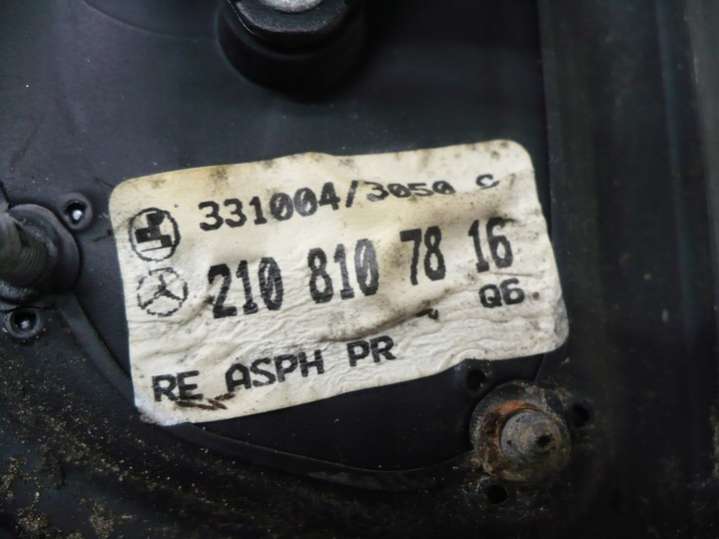 331004/3050 C
210 810 78 16
Q6.
RE ASPH PR